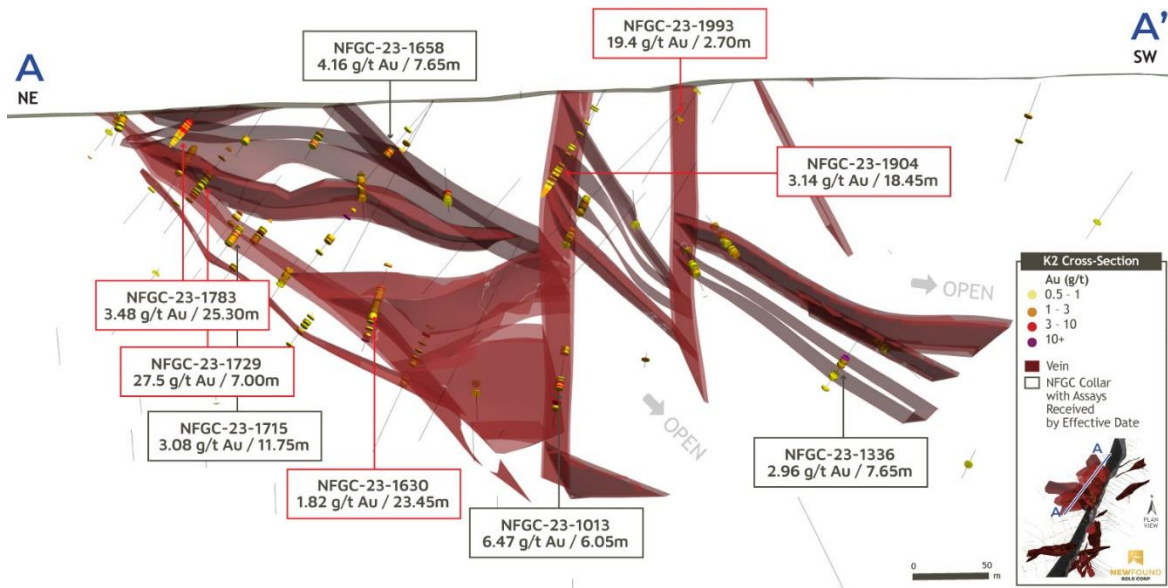 A
NE
A'
SW
NFGC-23-1993
19.4 g/t Au / 2.70m
NFGC-23-1658
4.16 g/t Au / 7.65m
NFGC-23-1904
3.14 g/t Au / 18.45m
NFGC-23-1783
3.48 g/t Au / 25.30m
NFGC-23-1729
27.5 g/t Au / 7.00m
NFGC-23-1715
3.08 g/t Au / 11.75m
NFGC-23-1630
1.82 g/t Au / 23.45m
NFGC-23-1013
6.47 g/t Au / 6.05m
NFGC-23-1336
2.96 g/t Au / 7.65m
OPEN
OPEN
K2 Cross-Section
Au (g/t)
0.5 - 1
1 - 3
3 - 10
10+
Vein
NFGC Collar
with Assays
Received
by Effective Date
A
A'
PLAN
VIEW
NEWFOUND
GOLD CORP
0 50
m